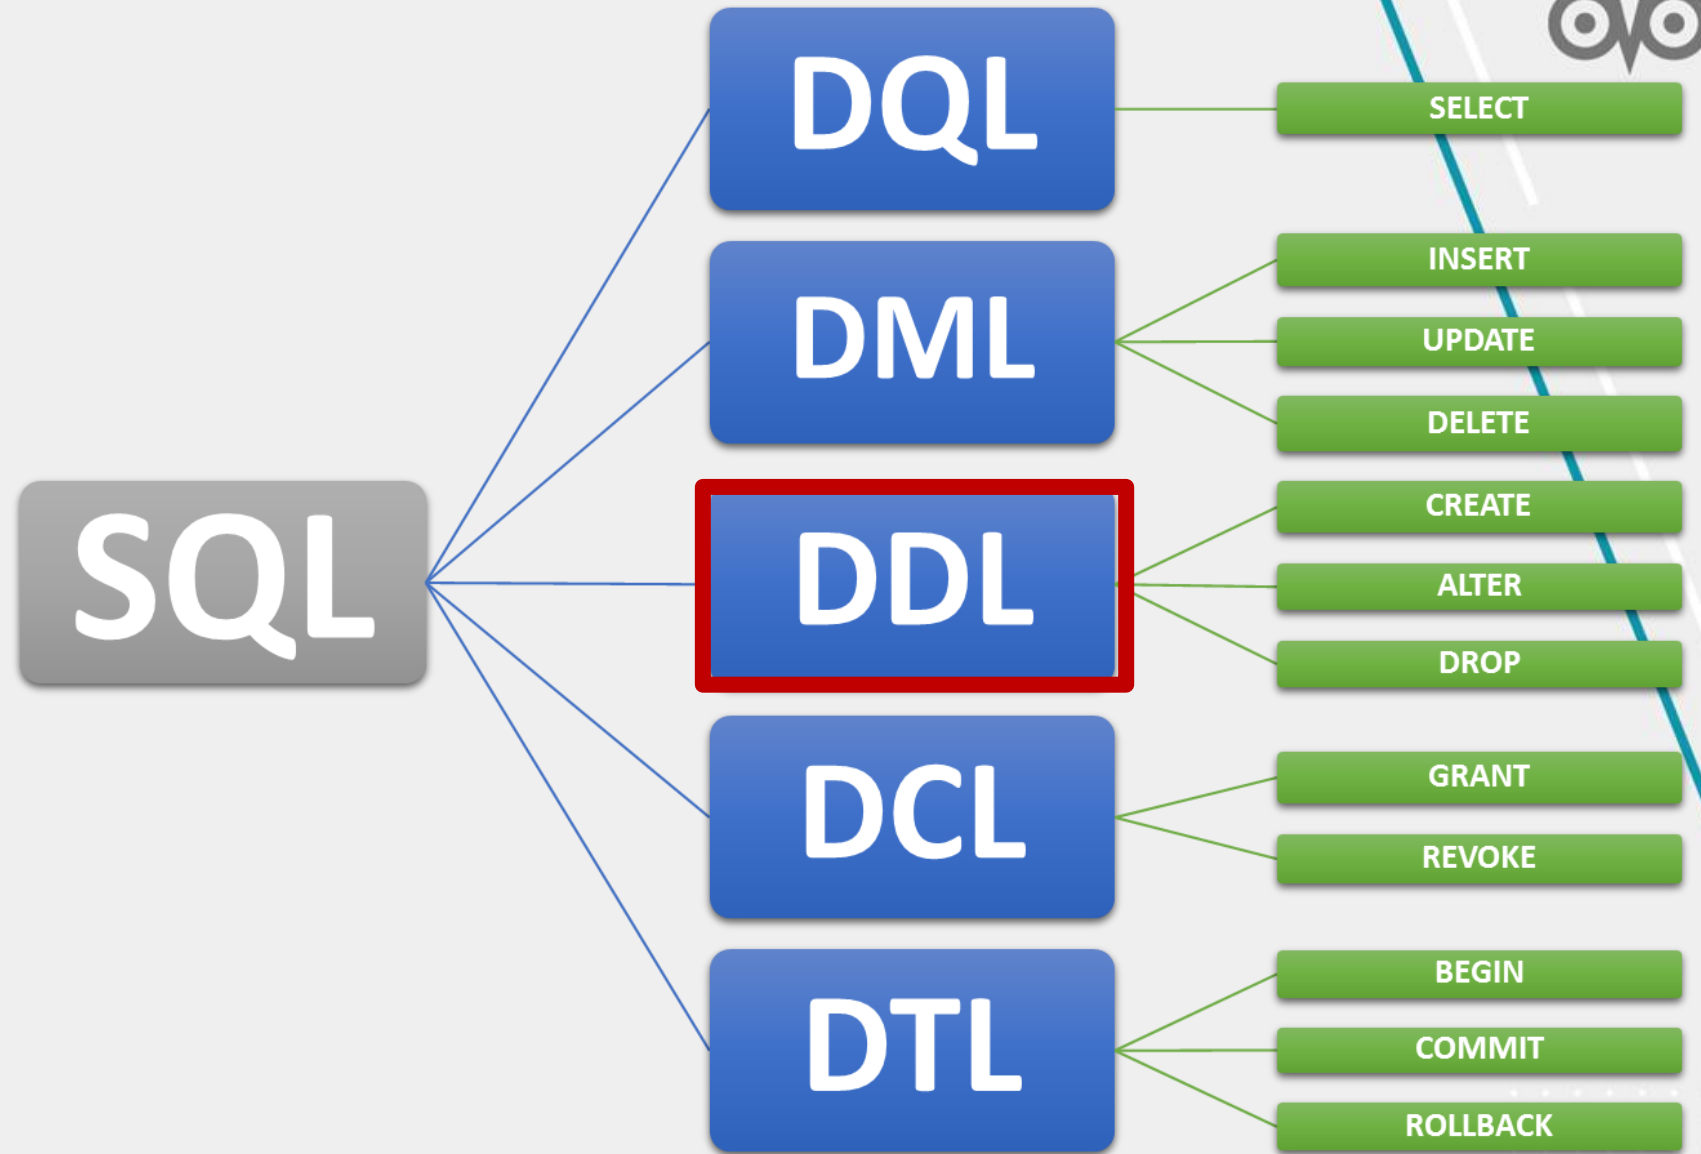 SQL
DQL
SELECT
DML
INSERT
UPDATE
DELETE
DDL
CREATE
ALTER
DROP
DCL
GRANT
REVOKE
DTL
BEGIN
COMMIT
ROLLBACK